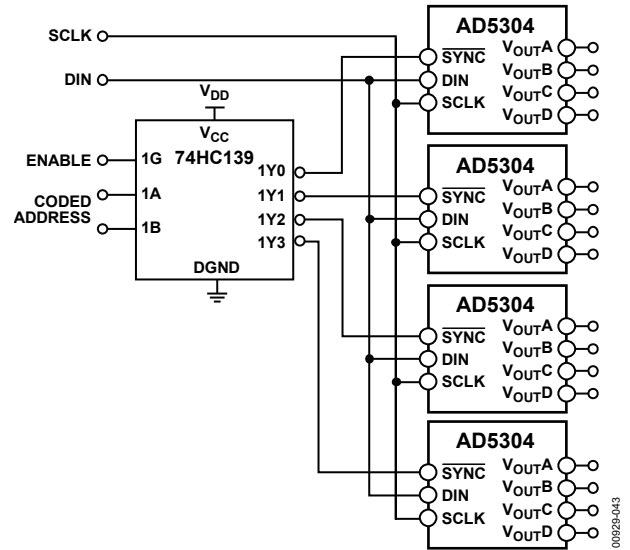 SCLK
DIN
V_DD
V_CC
74HC139
ENABLE
1G
CODED
ADDRESS
1A
1B
1Y0
1Y1
1Y2
1Y3
DGND
AD5304
SYNC
DIN
SCLK
V_OUTA
V_OUTB
V_OUTC
V_OUTD
AD5304
SYNC
DIN
SCLK
V_OUTA
V_OUTB
V_OUTC
V_OUTD
AD5304
SYNC
DIN
SCLK
V_OUTA
V_OUTB
V_OUTC
V_OUTD
AD5304
SYNC
DIN
SCLK
V_OUTA
V_OUTB
V_OUTC
V_OUTD
00929-043